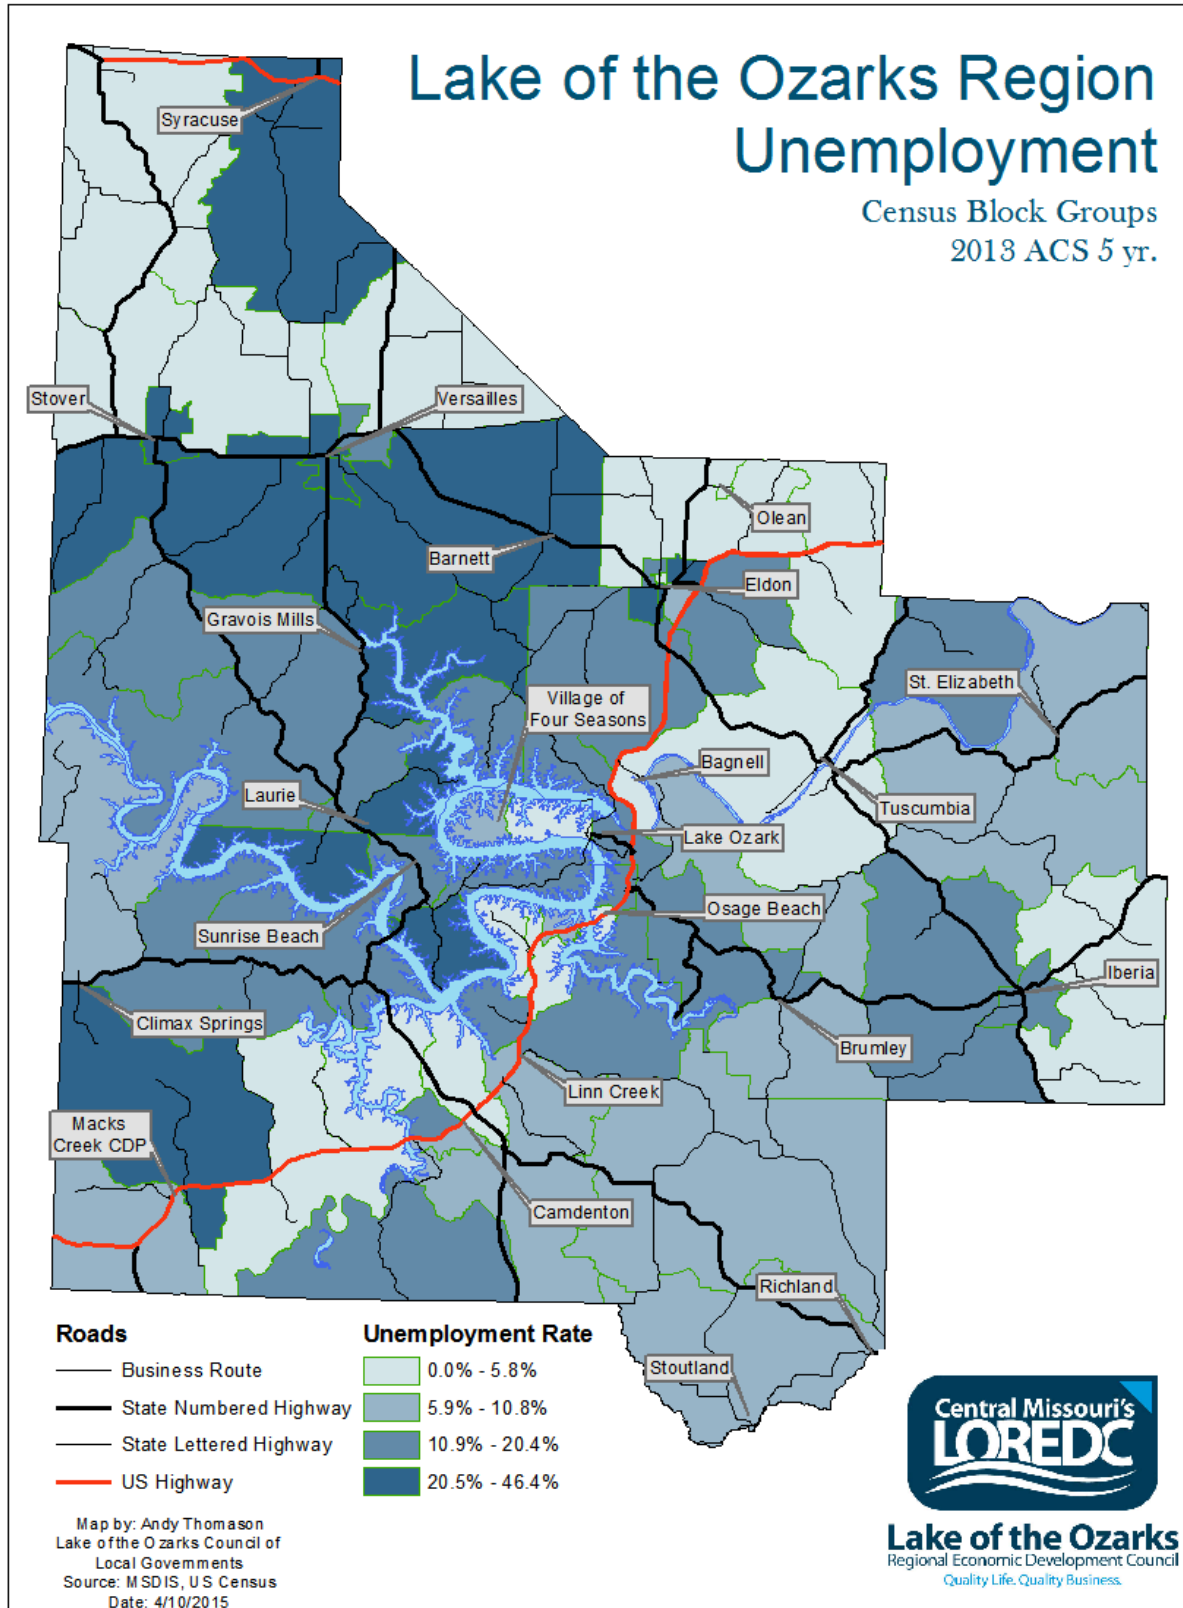 Lake of the Ozarks Region
Unemployment
Census Block Groups
2013 ACS 5 yr.
Syracuse
Stover
Versailles
Olean
Barnett
Eldon
Gravois Mills
St. Elizabeth
Village of
Four Seasons
Bagnell
Laurie
Tuscumbia
Lake Ozark
Osage Beach
Sunrise Beach
Iberia
Climax Springs
Brumley
Linn Creek
Macks
Creek CDP
Camdenton
Richland
Stoutland
Roads
Business Route
State Numbered Highway
State Lettered Highway
US Highway
Unemployment Rate
0.0% - 5.8%
5.9% - 10.8%
10.9% - 20.4%
20.5% - 46.4%
Map by: Andy Thomason
Lake of the Ozarks Council of
Local Governments
Source: MSDIS, US Census
Date: 4/10/2015
Central Missouri's
LOREDC
Lake of the Ozarks
Regional Economic Development Council
Quality Life. Quality Business.